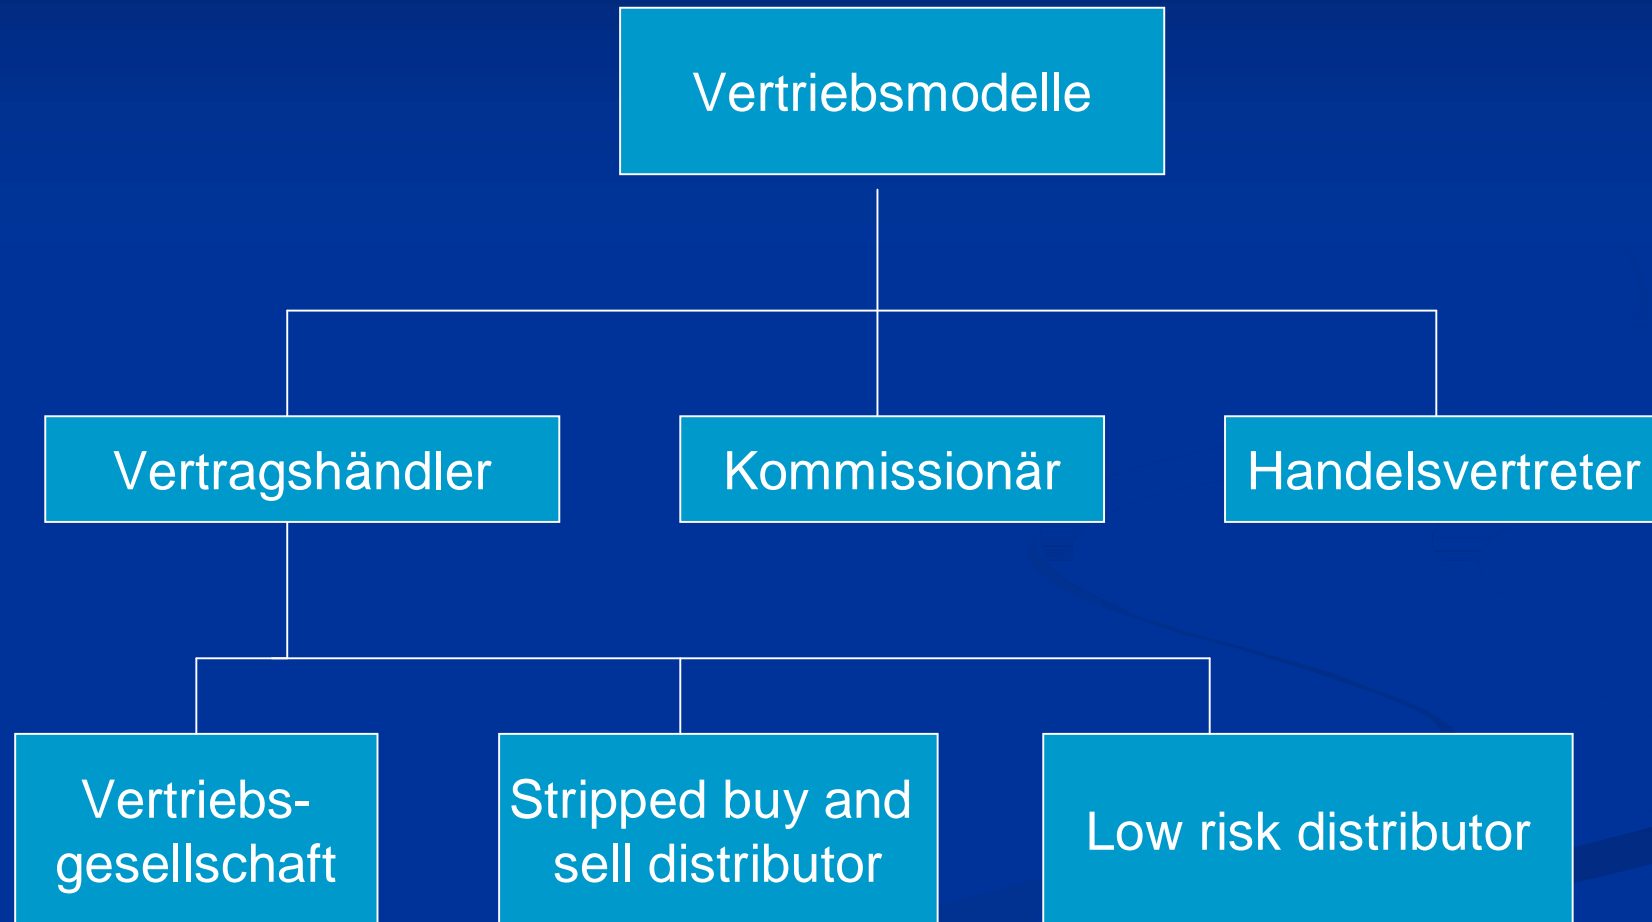 Vertriebsmodelle
Vertragshändler
Kommissionär
Handelsvertreter
Vertriebs-
gesellschaft
Stripped buy and
sell distributor
Low risk distributor